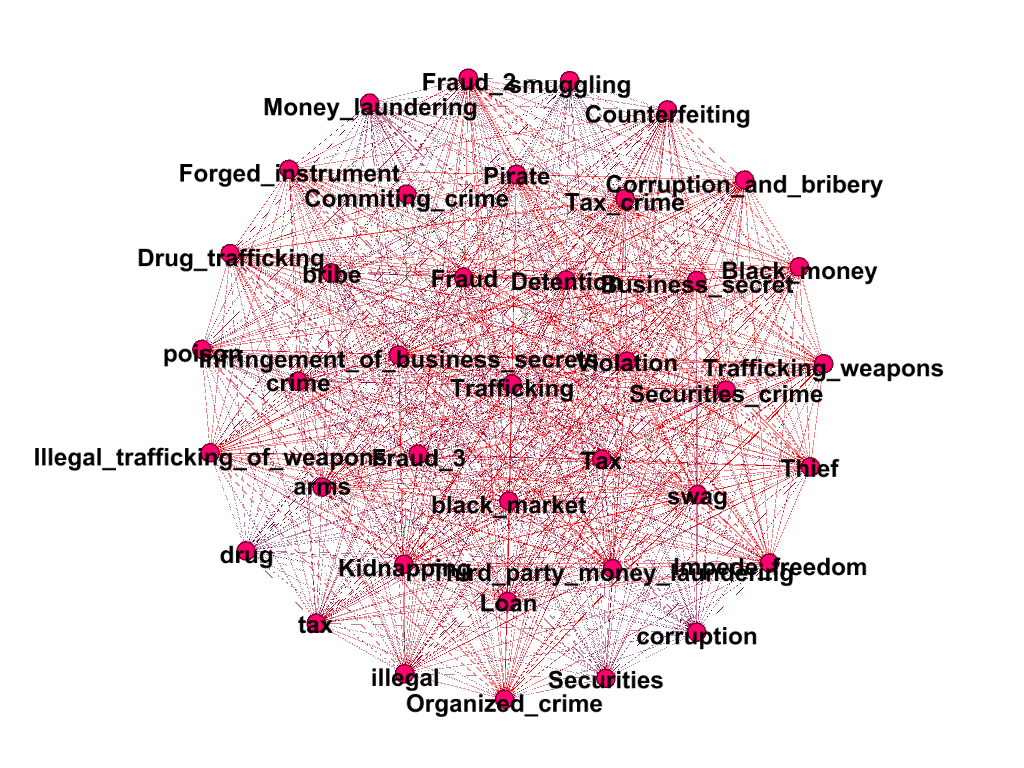 Fraud_2
smuggling
Money_laundering
Counterfeiting
Forged_instrument
Pirate
Corruption_and_bribery
Commiting_crime
Tax_crime
Drug_trafficking
bribe
Fraud
Detention
Business_secret
Black_money
poison
Infringement_of_business_secrets
Violation
Trafficking_weapons
crime
Trafficking
Securities_crime
Illegal_trafficking_of_weapons
Fraud_3
Tax
Thief
arms
black_market
swag
drug
Kidnapping
Third_party_money_laundering
Impede_freedom
Loan
tax
corruption
illegal
Securities
Organized_crime